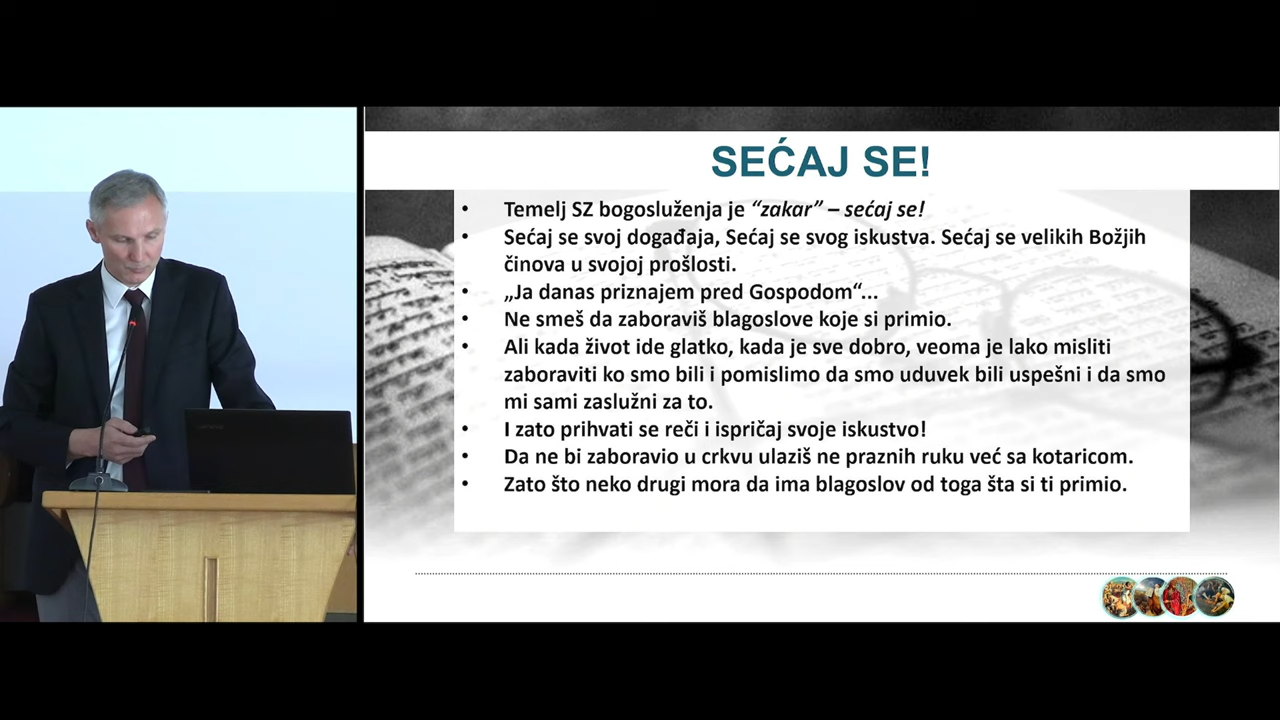 SEĆAJ SE!
• Temelj SZ bogosluženja je “zakar” – sećaj se!
• Sećaj se svoj događaja, Sećaj se svog iskustva. Sećaj se velikih Božjih
činova u svojoj prošlosti.
• „Ja danas priznajem pred Gospodom“...
• Ne smeš da zaboraviš blagoslove koje si primio.
• Ali kada život ide glatko, kada je sve dobro, veoma je lako misliti
zaboraviti ko smo bili i pomislimo da smo uduvek bili uspešni i da smo
mi sami zaslužni za to.
• I zato prihvati se reči i ispričaj svoje iskustvo!
• Da ne bi zaboravio u crkvu ulaziš ne praznih ruku već sa kotaricom.
• Zato što neko drugi mora da ima blagoslov od toga šta si ti primio.